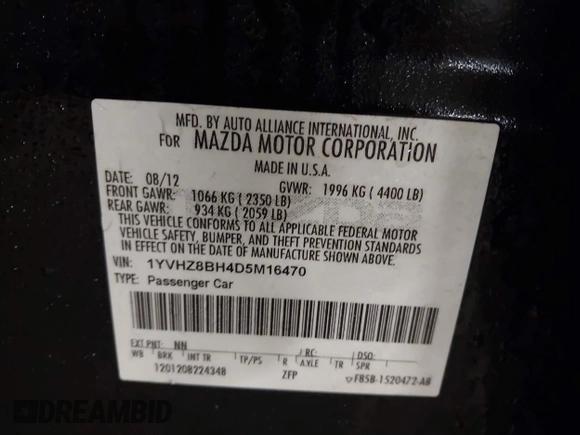 MFD. BY AUTO ALLIANCE INTERNATIONAL, INC.
FOR MAZDA MOTOR CORPORATION
MADE IN U.S.A.
DATE: 08/12 GVWR: 1996 KG ( 4400 LB)
FRONT GAWR: 1066 KG ( 2350 LB)
REAR GAWR: 934 KG ( 2059 LB)
THIS VEHICLE CONFORMS TO ALL APPLICABLE FEDERAL MOTOR
VEHICLE SAFETY, BUMPER, AND THEFT PREVENTION STANDARDS
IN EFFECT ON THE DATE OF MANUFACTURE SHOWN ABOVE.
VIN: 1YVHZ8BH4D5M16470
TYPE: Passenger Car
EXT PNT: NN RC: DSO:
WB BRK INT TR TP/PS R AXLE TR SPR
1201208224348 ZFP F85B-1520472-AB
DREAMBID